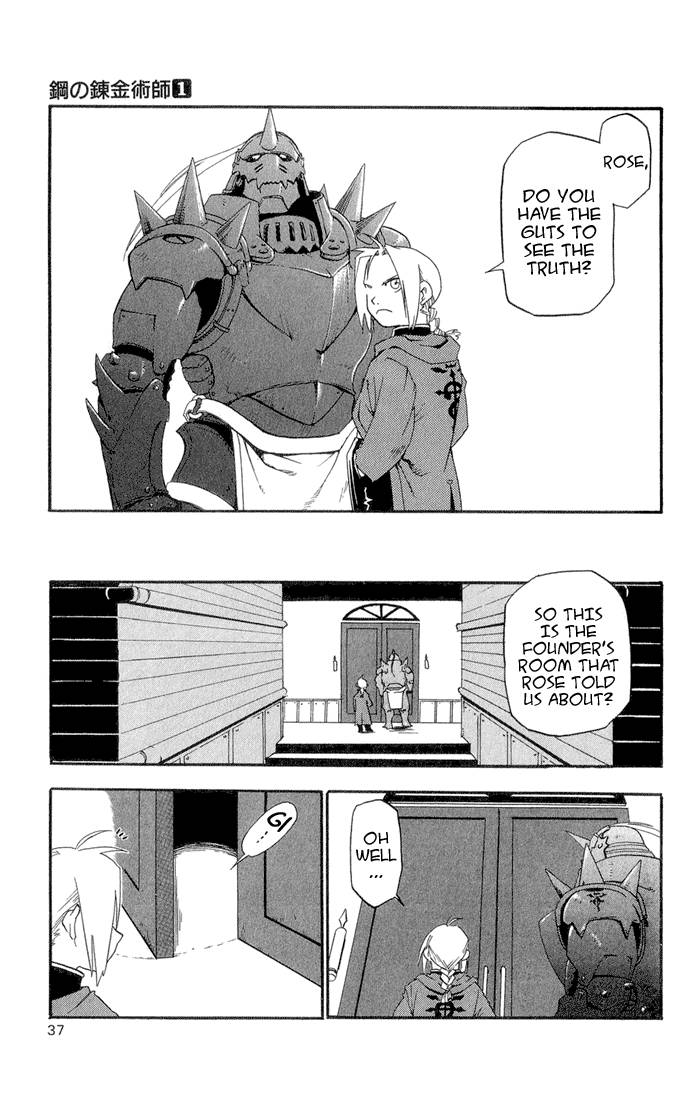 鋼の錬金術師1
ROSE,
DO YOU
HAVE THE
GUTS TO
SEE THE
TRUTH?
SO THIS
IS THE
FOUNDER'S
ROOM THAT
ROSE TOLD
US ABOUT?
OH
WELL
...
GI
...
37